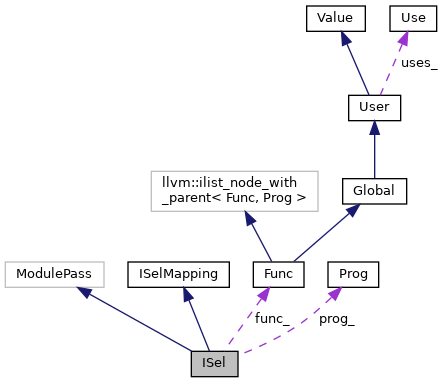 Value
Use
uses_
User
llvm::ilist_node_with
_parent< Func, Prog >
Global
ModulePass
ISelMapping
Func
Prog
func_
prog_
ISel